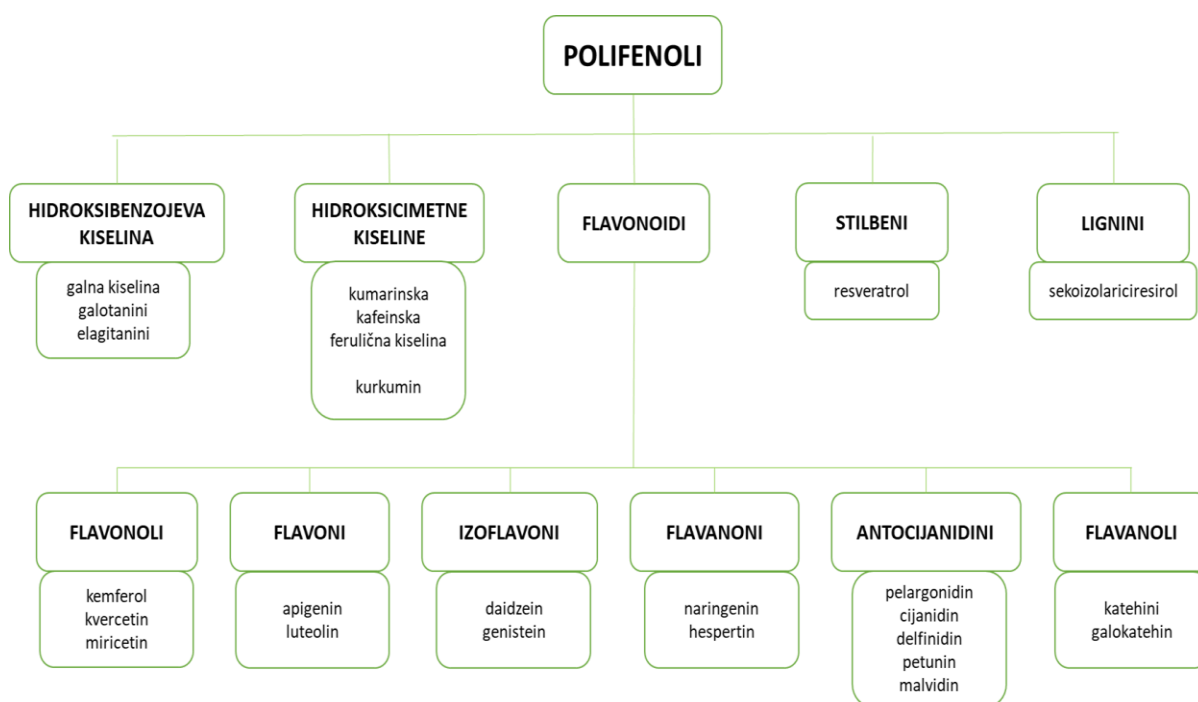 POLIFENOLI
HIDROKSIBENZOJEVA
KISELINA
galna kiselina
galotanini
elagitanini
HIDROKSICIMETNE
KISELINE
kumarinska
kafeinska
ferulična kiselina
kurkumin
FLAVONOIDI
STILBENI
resveratrol
LIGNINI
sekoizolariciresirol
FLAVONOLI
kemferol
kvercetin
miricetin
FLAVONI
apigenin
luteolin
IZOFLAVONI
daidzein
genistein
FLAVANONI
naringenin
hespertin
ANTOCIJANIDINI
pelargonidin
cijanidin
delfinidin
petunin
malvidin
FLAVANOLI
katehini
galokatehin